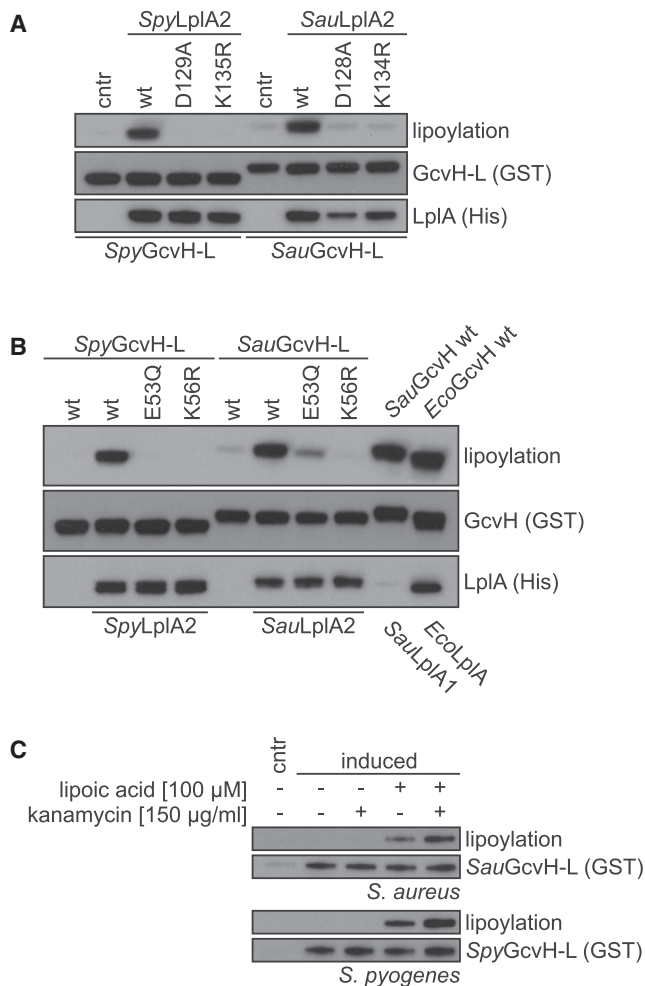 A
SpyLplA2 SauLplA2
cntr wt D129A K135R cntr wt D128A K134R
lipoylation
GcvH-L (GST)
LplA (His)
SpyGcvH-L SauGcvH-L
B
SpyGcvH-L SauGcvH-L
wt wt E53Q K56R wt wt E53Q K56R SauGcvH wt EcoGcvH wt
lipoylation
GcvH (GST)
LplA (His)
SpyLplA2 SauLplA2 SauLplA1 EcoLplA
C
cntr induced
lipoic acid [100 µM] - - - + +
kanamycin [150 µg/ml] - - + - +
lipoylation
SauGcvH-L (GST)
S. aureus
lipoylation
SpyGcvH-L (GST)
S. pyogenes